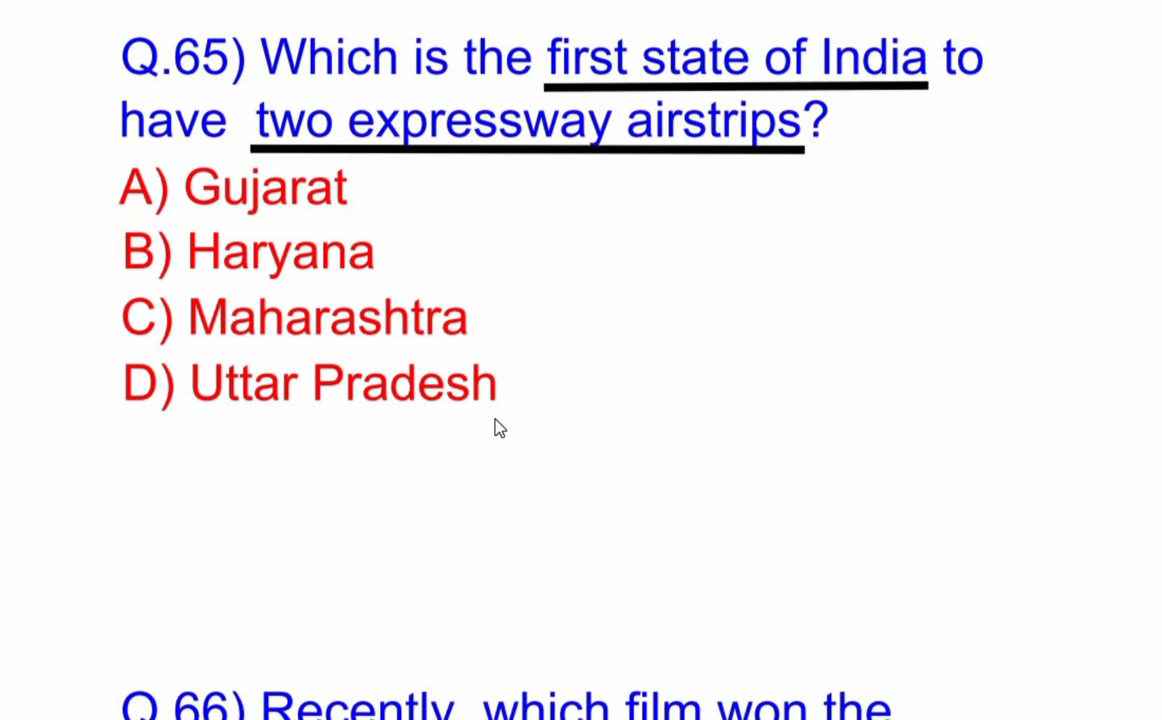 Q.65) Which is the first state of India to
have two expressway airstrips?
A) Gujarat
B) Haryana
C) Maharashtra
D) Uttar Pradesh
Q.66) Recently, which film won the